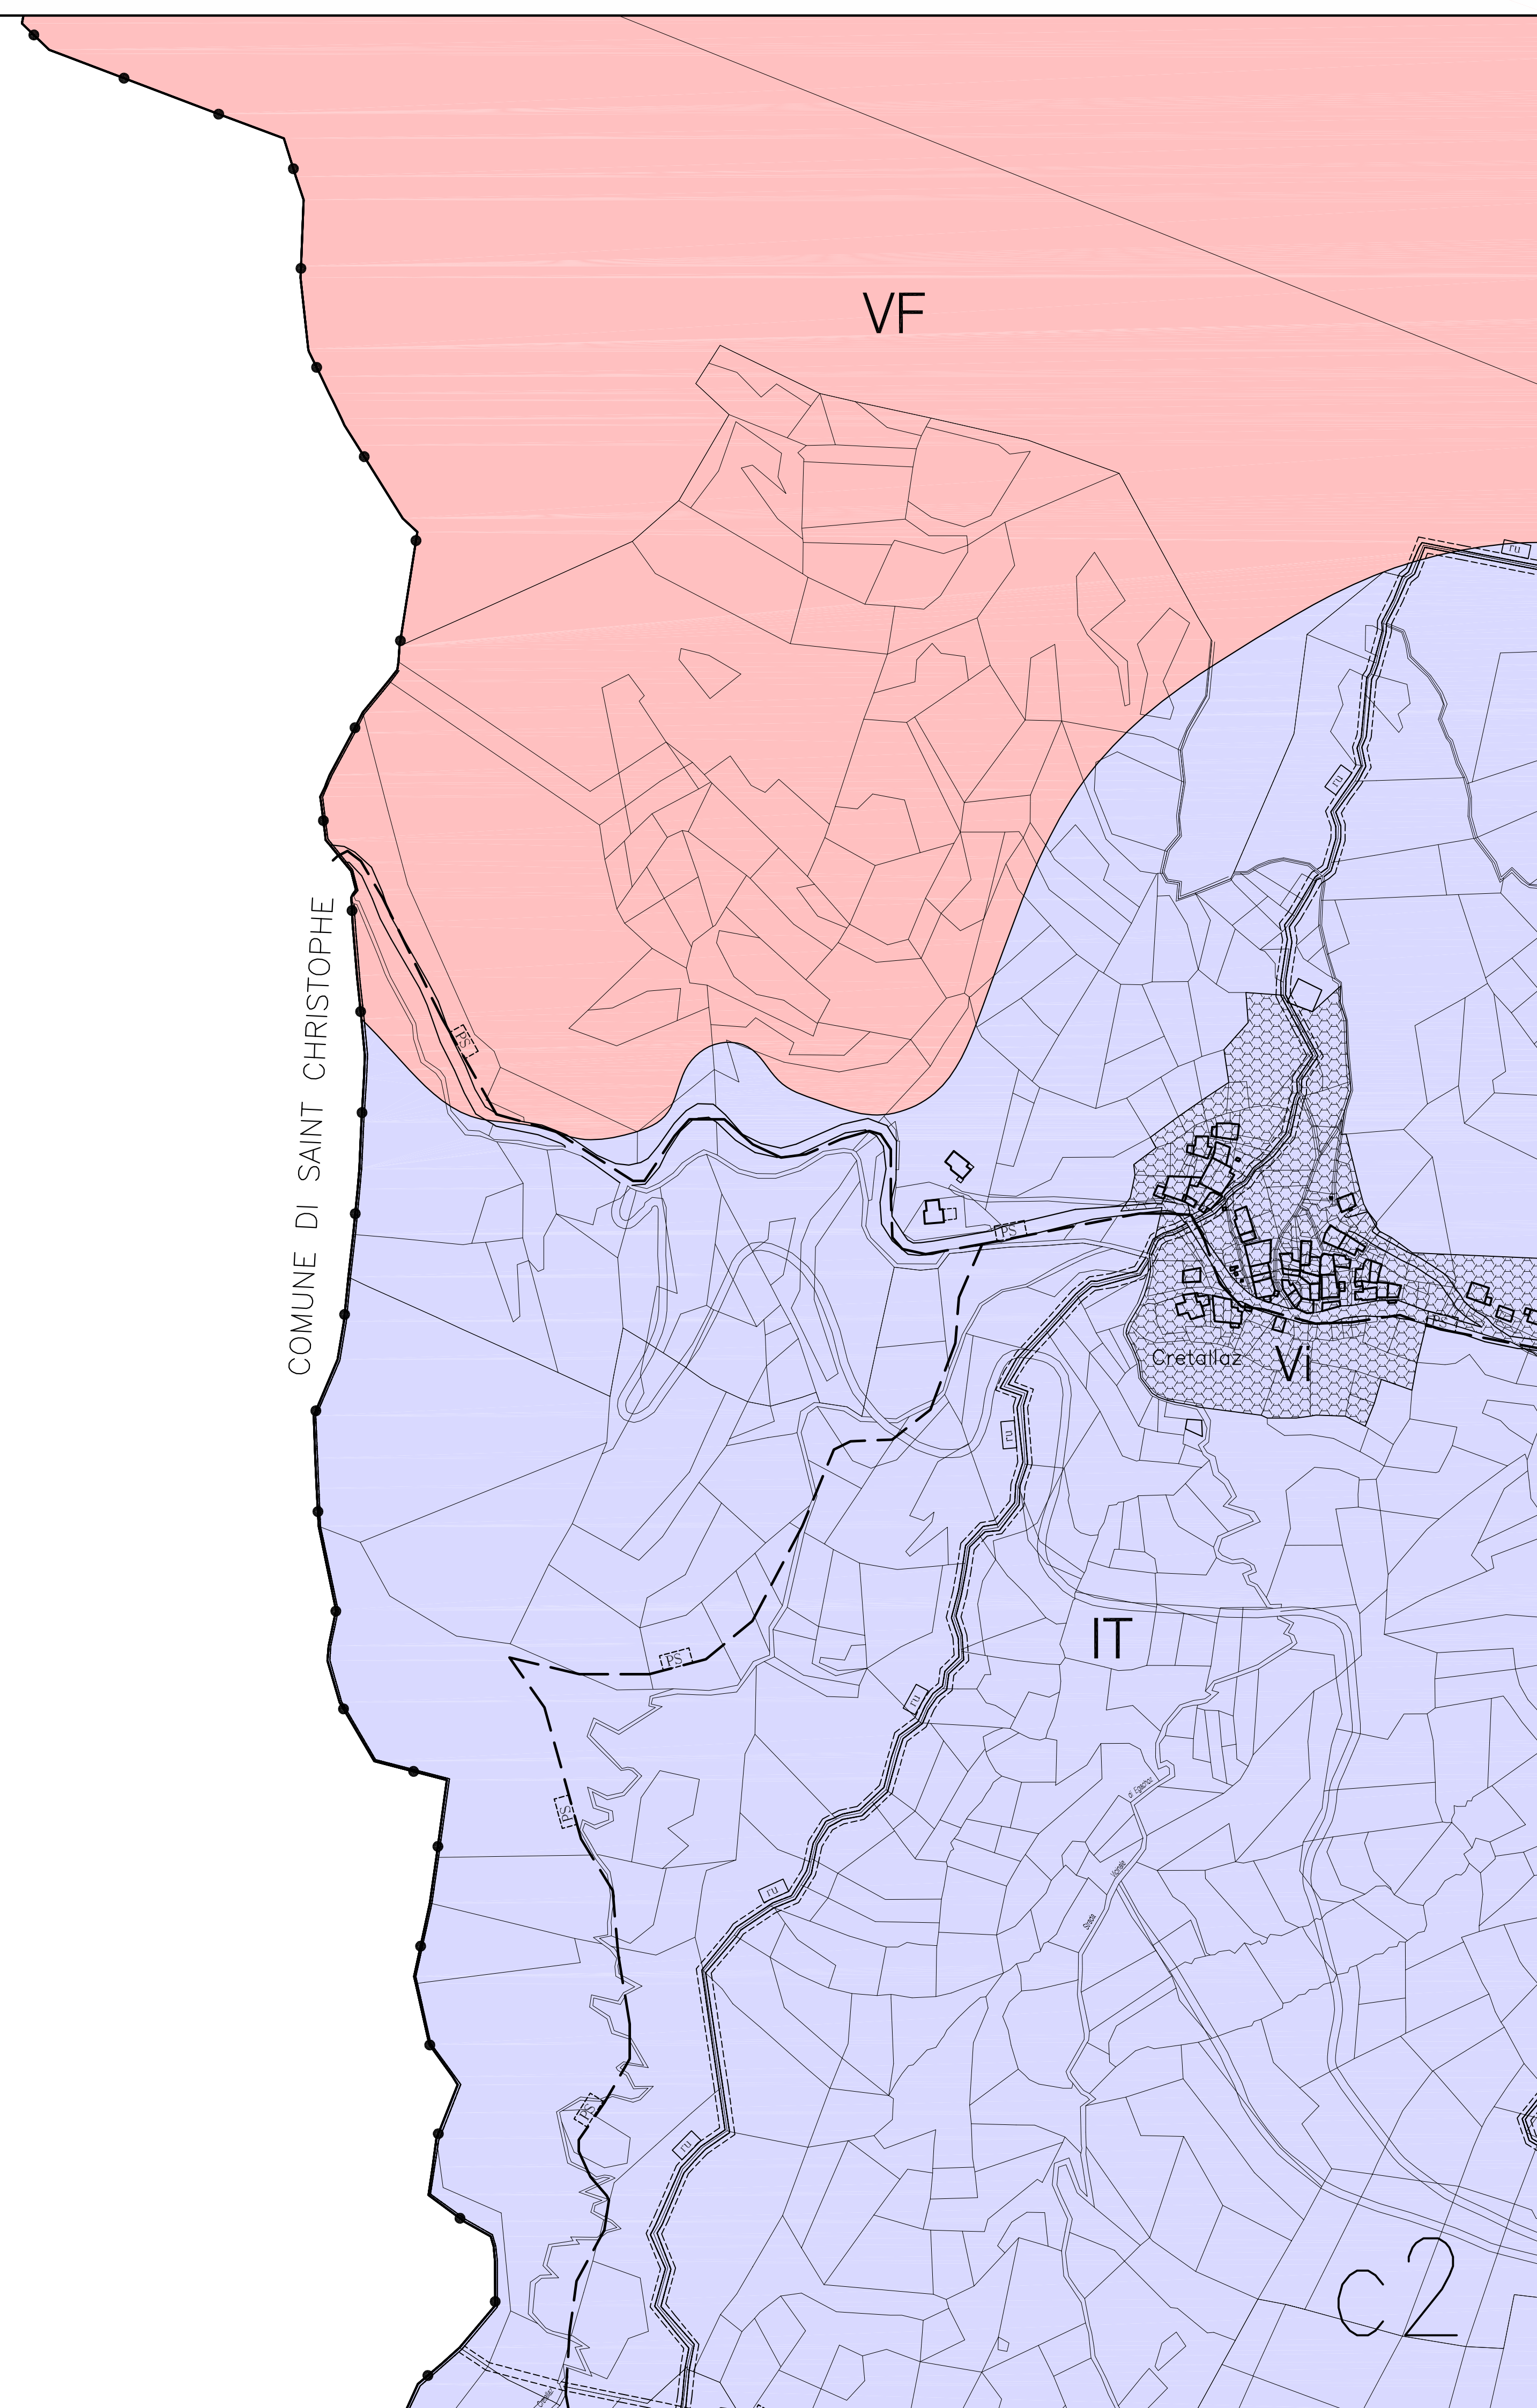 VF
ru
ru
COMUNE DI SAINT CHRISTOPHE
PS
PS
Cretallaz
Vi
ru
IT
PS
ru
PS
ru
Strada
PS
ru
c2